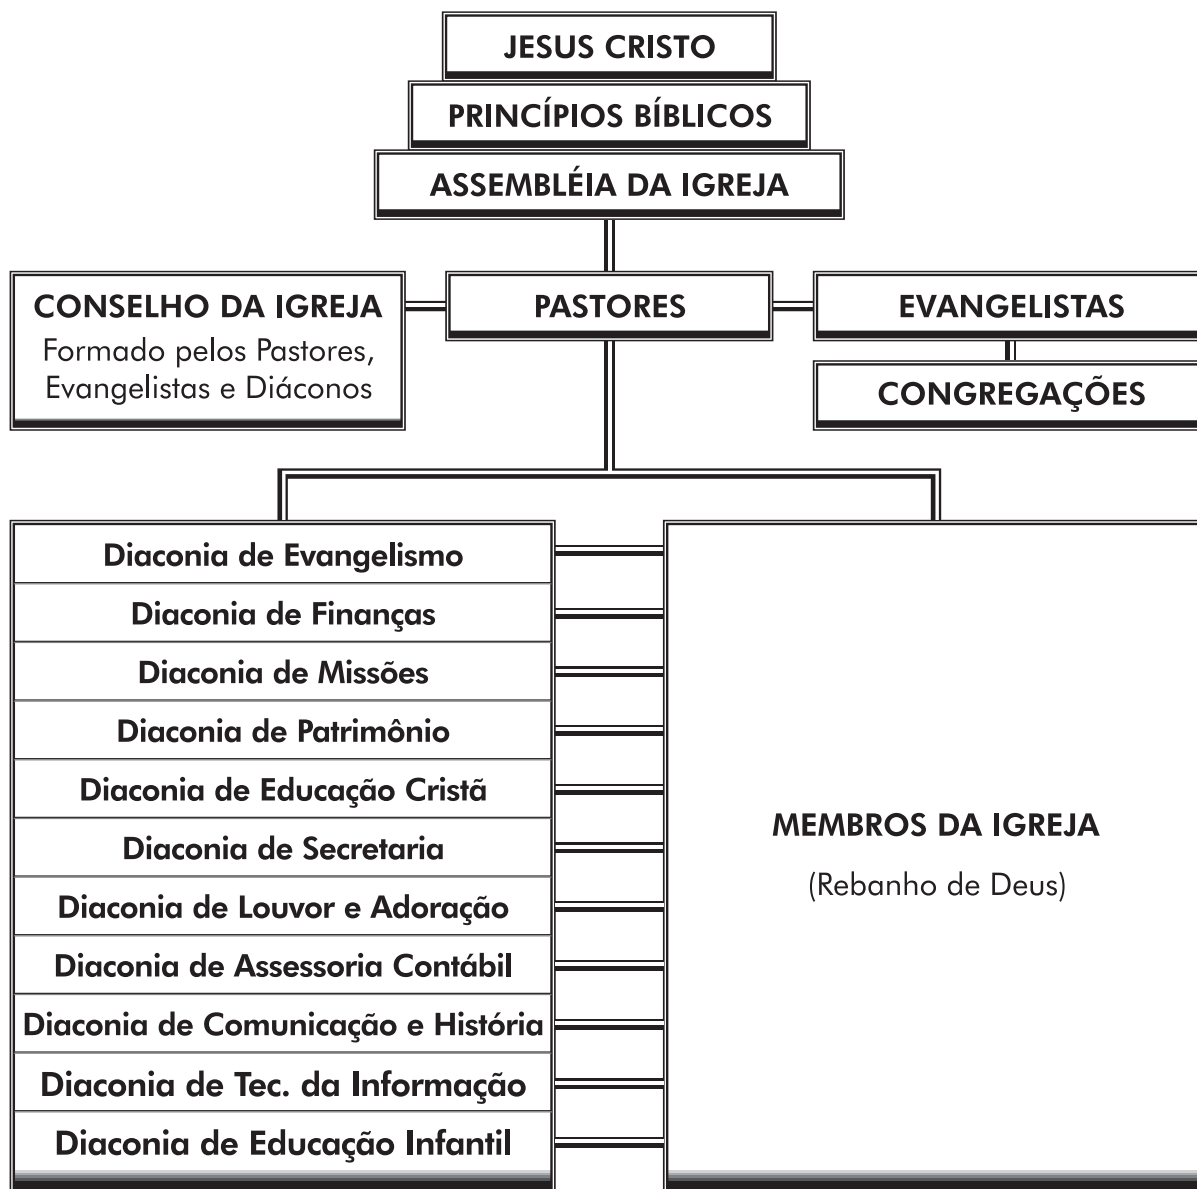 JESUS CRISTO
PRINCÍPIOS BÍBLICOS
ASSEMBLÉIA DA IGREJA
CONSELHO DA IGREJA
Formado pelos Pastores,
Evangelistas e Diáconos
PASTORES
EVANGELISTAS
CONGREGAÇÕES
Diaconia de Evangelismo
Diaconia de Finanças
Diaconia de Missões
Diaconia de Patrimônio
Diaconia de Educação Cristã
Diaconia de Secretaria
Diaconia de Louvor e Adoração
Diaconia de Assessoria Contábil
Diaconia de Comunicação e História
Diaconia de Tec. da Informação
Diaconia de Educação Infantil
MEMBROS DA IGREJA
(Rebanho de Deus)